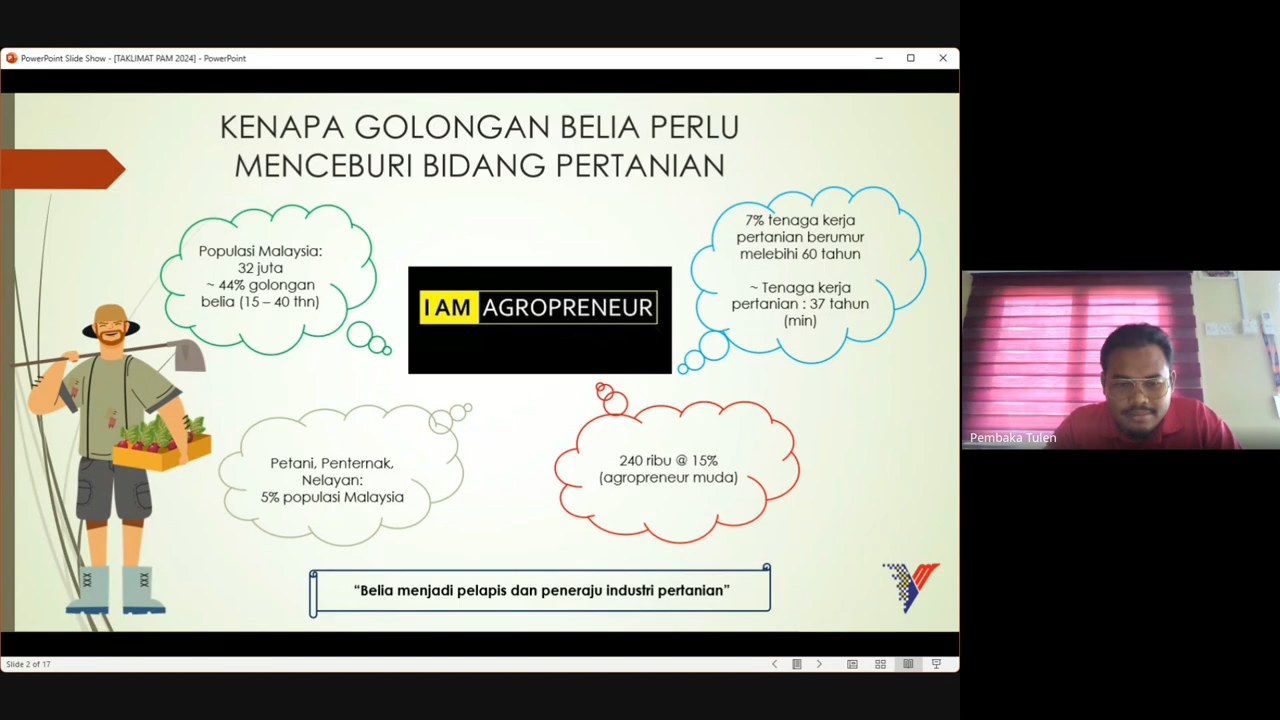 PowerPoint Slide Show - [TAKLIMAT PAM 2024] - PowerPoint
KENAPA GOLONGAN BELIA PERLU
MENCEBURI BIDANG PERTANIAN
Populasi Malaysia:
32 juta
~ 44% golongan
belia (15 – 40 thn)
I AM AGROPRENEUR
7% tenaga kerja
pertanian berumur
melebihi 60 tahun
~ Tenaga kerja
pertanian : 37 tahun
(min)
Petani, Penternak,
Nelayan:
5% populasi Malaysia
240 ribu @ 15%
(agropreneur muda)
“Belia menjadi pelapis dan peneraju industri pertanian”
Slide 2 of 17
Pembaka Tulen